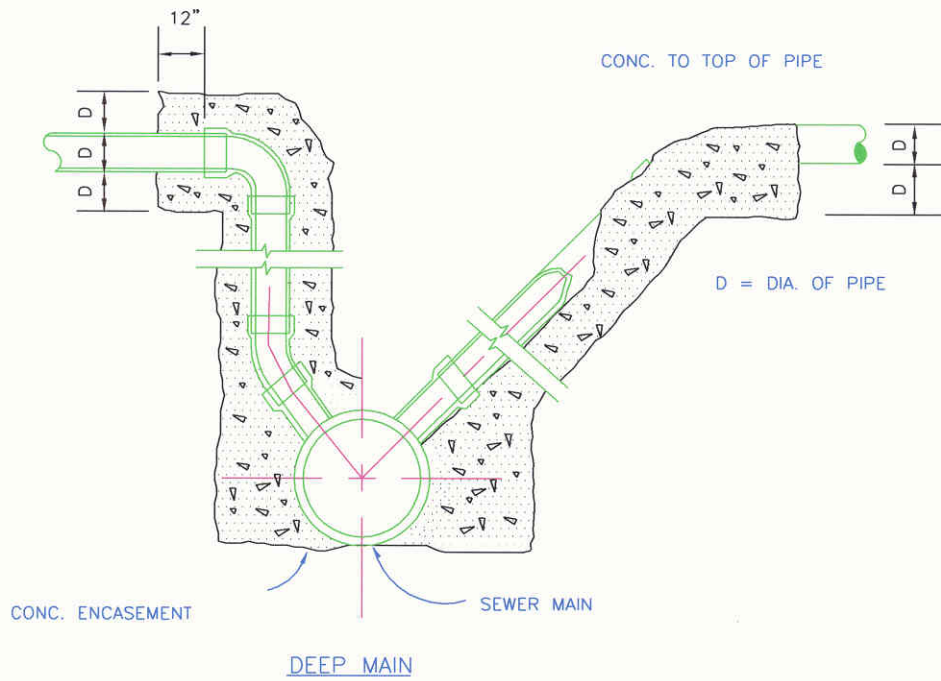 12"
CONC. TO TOP OF PIPE
D
D
D
D
D
D = DIA. OF PIPE
CONC. ENCASEMENT
SEWER MAIN
DEEP MAIN